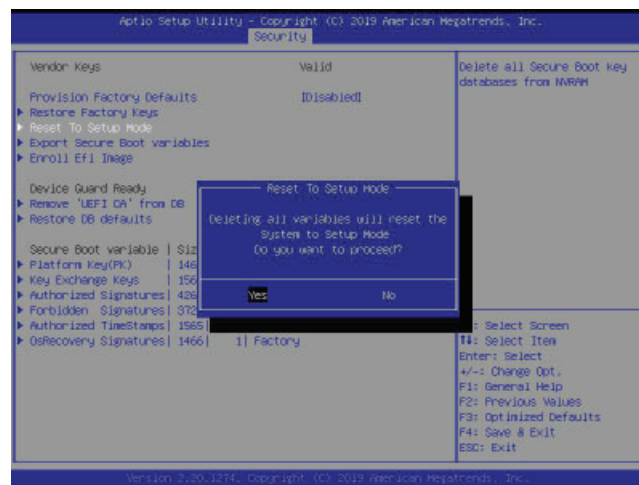 Aptio Setup Utility - Copyright (C) 2019 American Megatrends, Inc.
Security
Vendor Keys Valid
Provision Factory Defaults [Disabled]
Restore Factory Keys
Reset To Setup Mode
Export Secure Boot variables
Enroll Efi Image
Device Guard Ready
Remove 'UEFI CA' from DB
Restore DB defaults
Secure Boot variable | Siz
Platform Key(PK) | 146
Key Exchange Keys | 156
Authorized Signatures| 426
Forbidden Signatures| 372
Authorized TimeStamps| 1565|
OsRecovery Signatures| 1466| 1| Factory
Reset To Setup Mode
Deleting all variables will reset the
System to Setup Mode
Do you want to proceed?
Yes No
Delete all Secure Boot key
databases from NVRAM
: Select Screen
↑↓: Select Item
Enter: Select
+/-: Change Opt.
F1: General Help
F2: Previous Values
F3: Optimized Defaults
F4: Save & Exit
ESC: Exit
Version 2.20.1274. Copyright (C) 2019 American Megatrends, Inc.